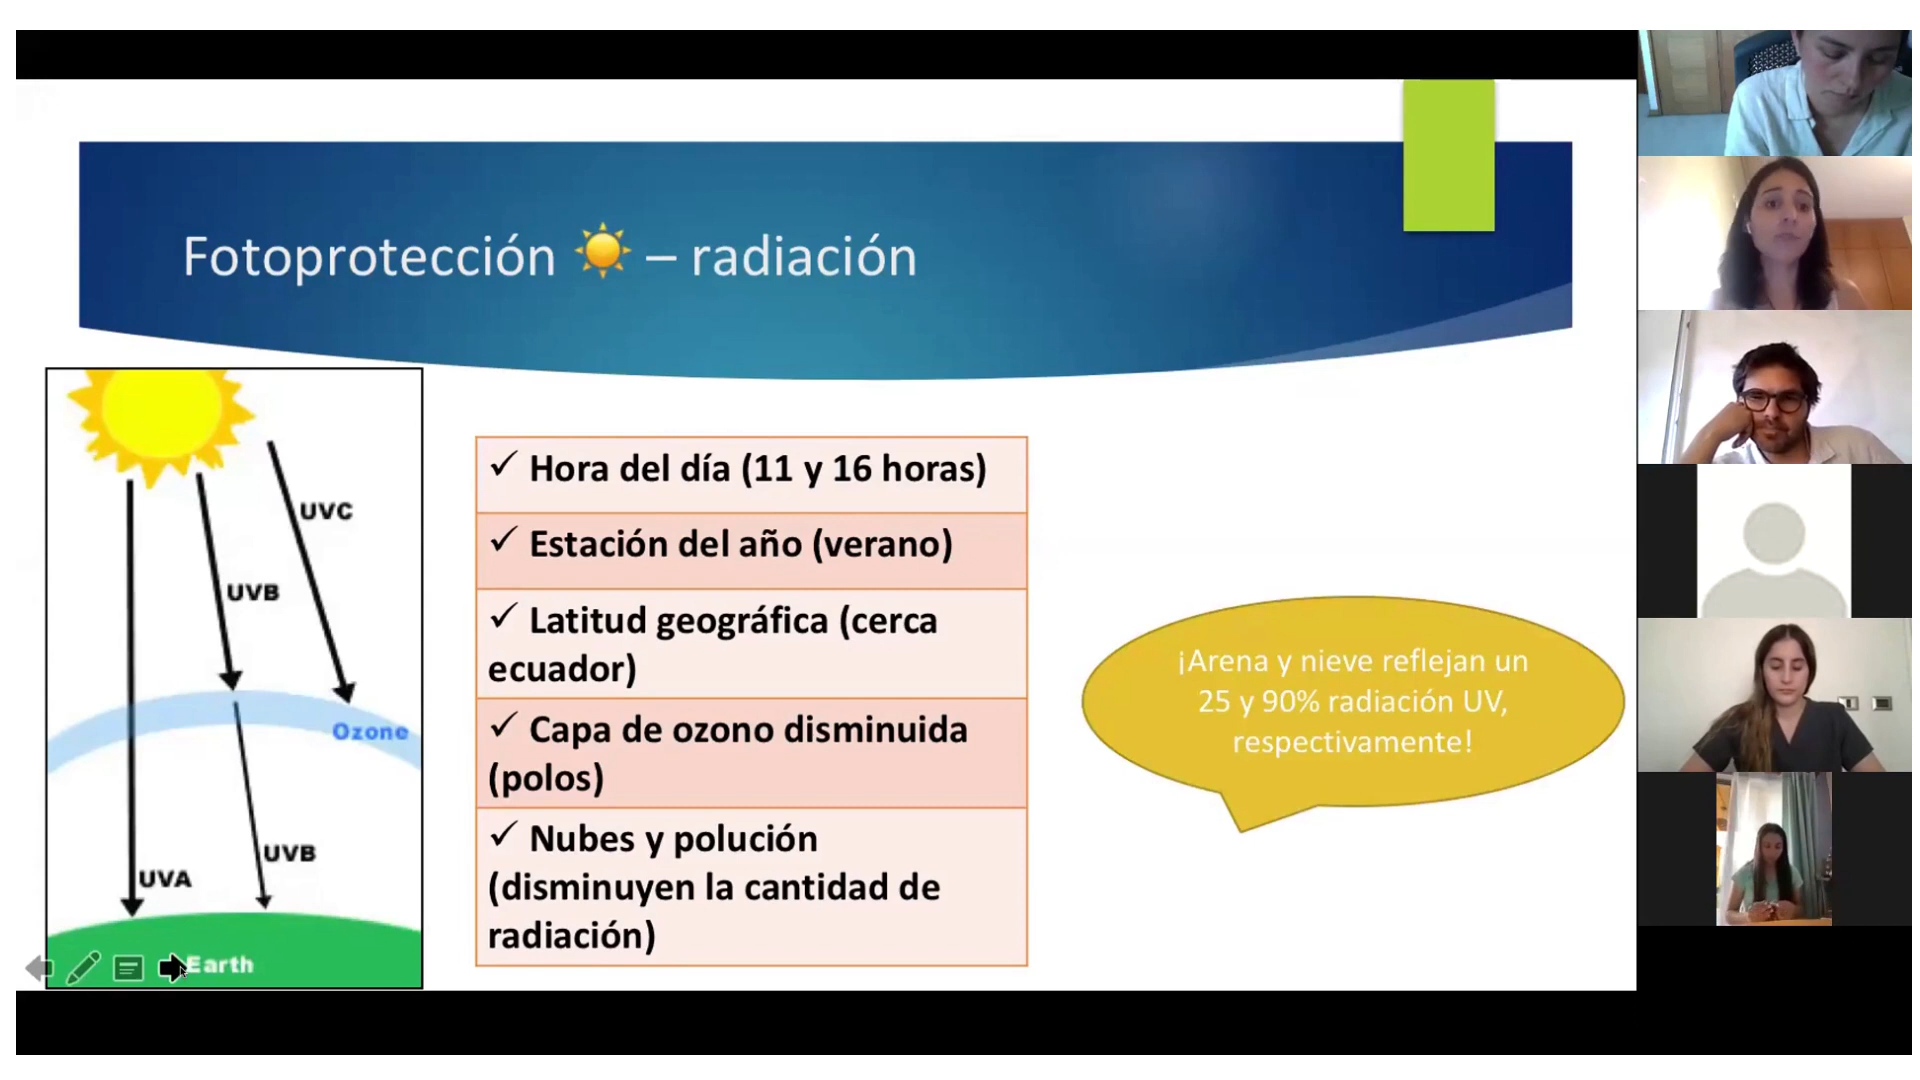 Fotoprotección ☀ – radiación
UVC
UVB
Ozone
UVB
UVA
Earth
✓ Hora del día (11 y 16 horas)
✓ Estación del año (verano)
✓ Latitud geográfica (cerca
ecuador)
✓ Capa de ozono disminuida
(polos)
✓ Nubes y polución
(disminuyen la cantidad de
radiación)
¡Arena y nieve reflejan un
25 y 90% radiación UV,
respectivamente!